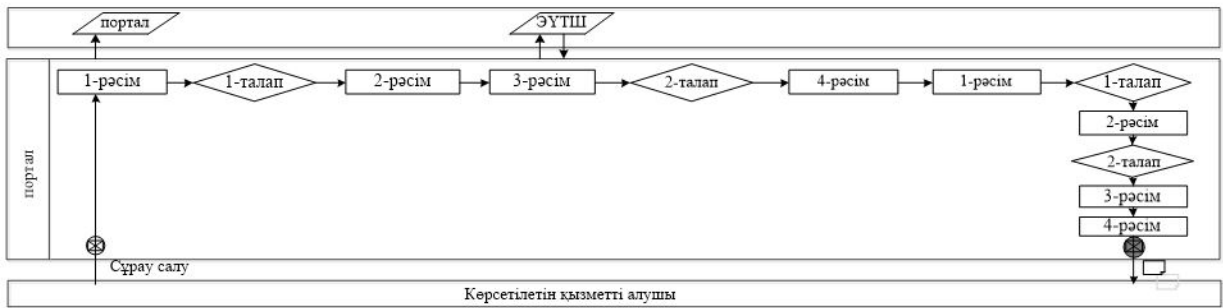 портал
ЭҮТШ
1-рәсім
1-талап
2-рәсім
3-рәсім
2-талап
4-рәсім
1-рәсім
1-талап
2-рәсім
2-талап
3-рәсім
4-рәсім
портал
Сұрау салу
Көрсетілетін қызметті алушы